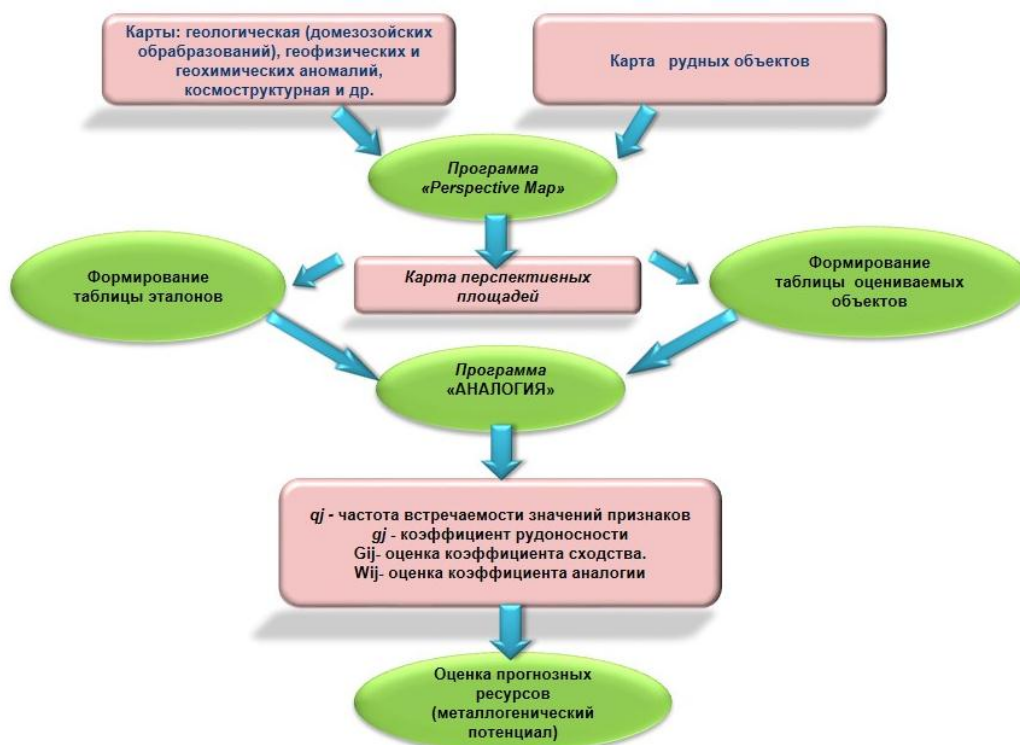 Карты: геологическая (домезозойских
обрабразований), геофизических и
геохимических аномалий,
космоструктурная и др.
Карта рудных объектов
Программа
«Perspective Map»
Формирование
таблицы эталонов
Карта перспективных
площадей
Формирование
таблицы оцениваемых
объектов
Программа
«АНАЛОГИЯ»
qj - частота встречаемости значений признаков
gj - коэффициент рудоносности
Gij- оценка коэффициента сходства.
Wij- оценка коэффициента аналогии
Оценка прогнозных
ресурсов
(металлогенический
потенциал)